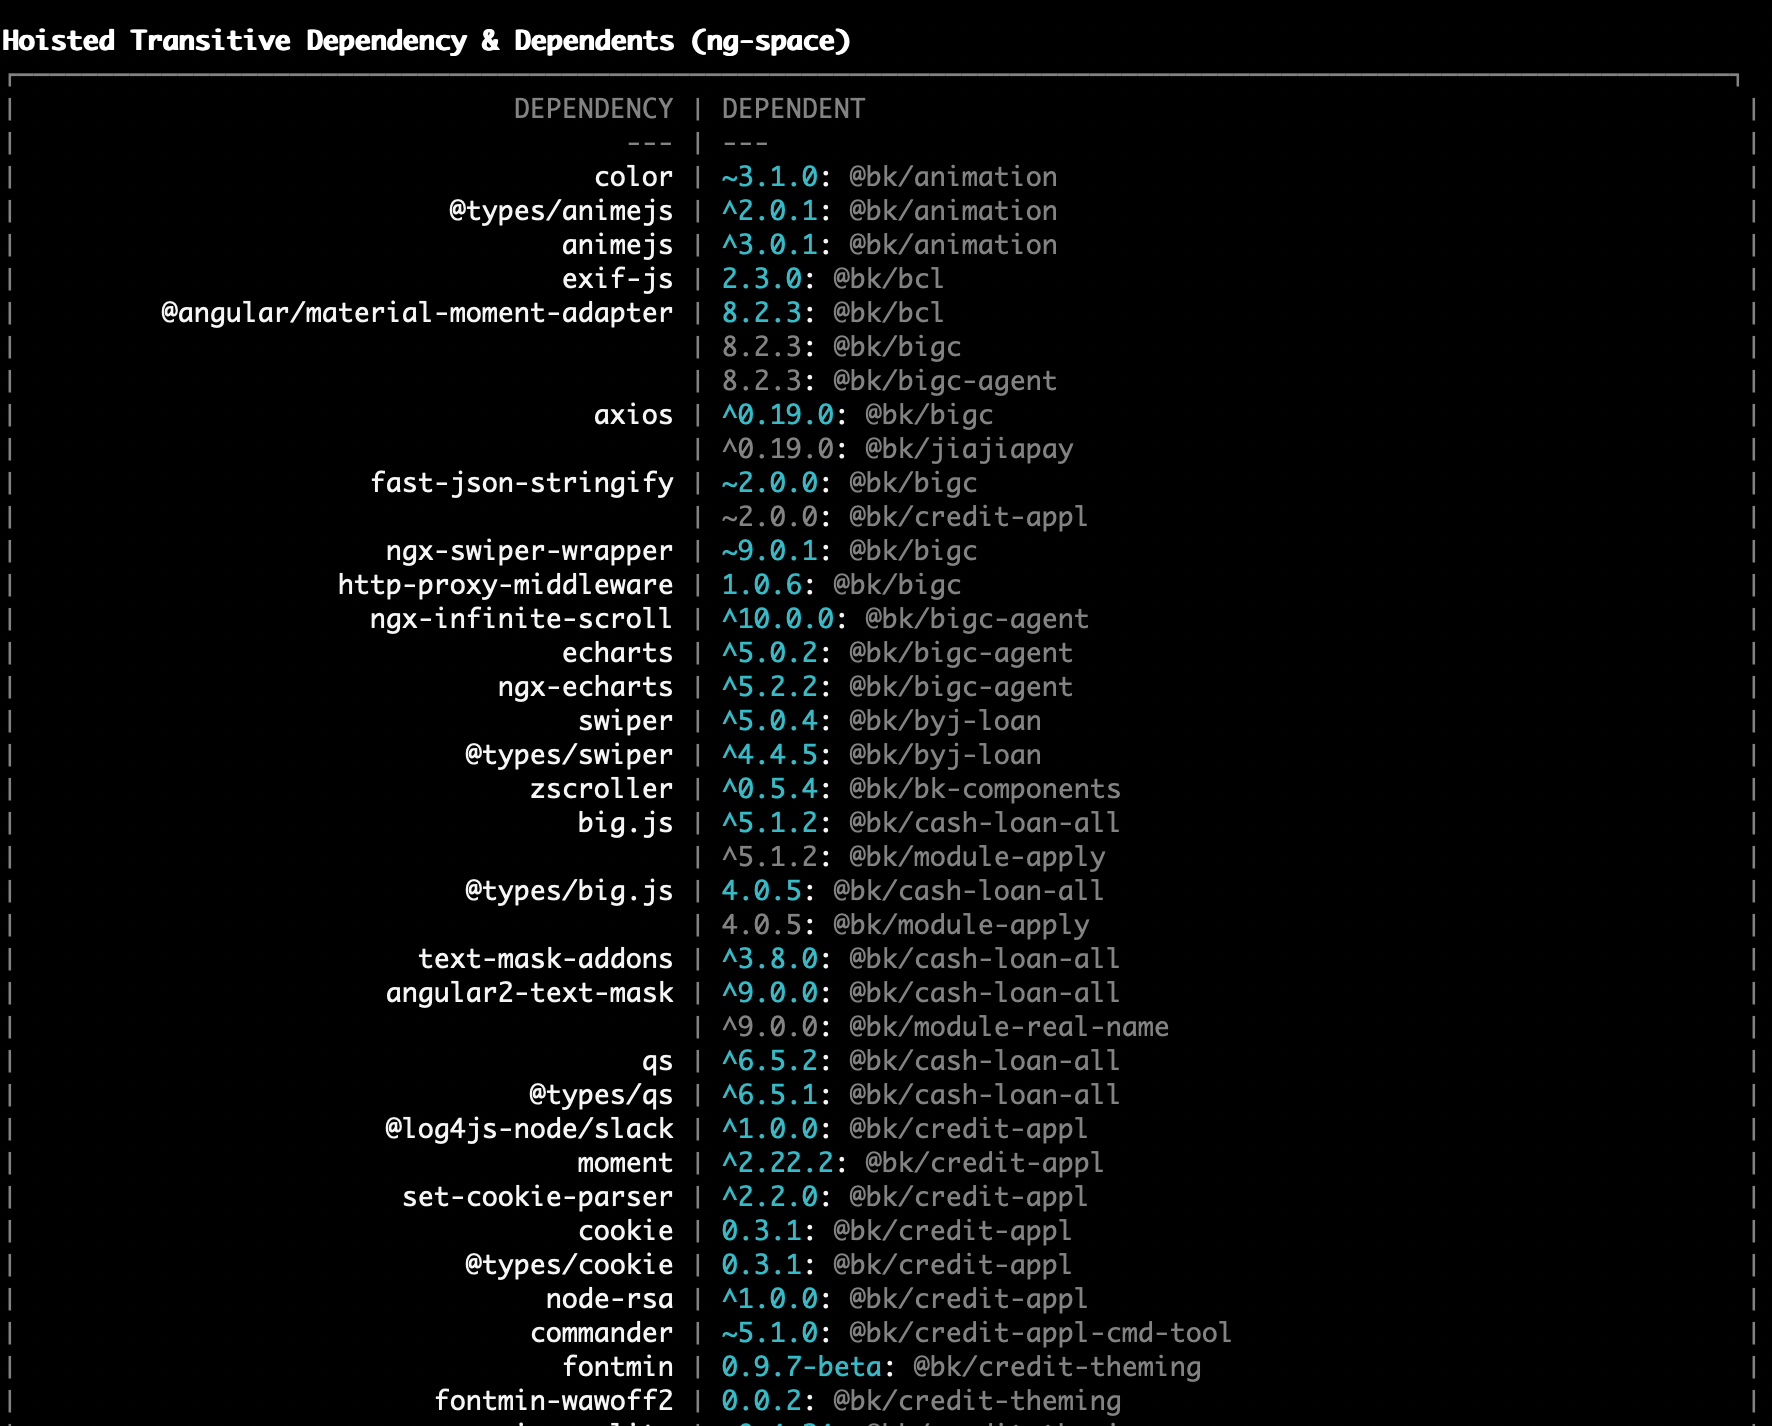 Hoisted Transitive Dependency & Dependents (ng-space)
DEPENDENCY | DEPENDENT
--- | ---
color | ~3.1.0: @bk/animation
@types/animejs | ^2.0.1: @bk/animation
animejs | ^3.0.1: @bk/animation
exif-js | 2.3.0: @bk/bcl
@angular/material-moment-adapter | 8.2.3: @bk/bcl
| 8.2.3: @bk/bigc
| 8.2.3: @bk/bigc-agent
axios | ^0.19.0: @bk/bigc
| ^0.19.0: @bk/jiajiapay
fast-json-stringify | ~2.0.0: @bk/bigc
| ~2.0.0: @bk/credit-appl
ngx-swiper-wrapper | ~9.0.1: @bk/bigc
http-proxy-middleware | 1.0.6: @bk/bigc
ngx-infinite-scroll | ^10.0.0: @bk/bigc-agent
echarts | ^5.0.2: @bk/bigc-agent
ngx-echarts | ^5.2.2: @bk/bigc-agent
swiper | ^5.0.4: @bk/byj-loan
@types/swiper | ^4.4.5: @bk/byj-loan
zscroller | ^0.5.4: @bk/bk-components
big.js | ^5.1.2: @bk/cash-loan-all
| ^5.1.2: @bk/module-apply
@types/big.js | 4.0.5: @bk/cash-loan-all
| 4.0.5: @bk/module-apply
text-mask-addons | ^3.8.0: @bk/cash-loan-all
angular2-text-mask | ^9.0.0: @bk/cash-loan-all
| ^9.0.0: @bk/module-real-name
qs | ^6.5.2: @bk/cash-loan-all
@types/qs | ^6.5.1: @bk/cash-loan-all
@log4js-node/slack | ^1.0.0: @bk/credit-appl
moment | ^2.22.2: @bk/credit-appl
set-cookie-parser | ^2.2.0: @bk/credit-appl
cookie | 0.3.1: @bk/credit-appl
@types/cookie | 0.3.1: @bk/credit-appl
node-rsa | ^1.0.0: @bk/credit-appl
commander | ~5.1.0: @bk/credit-appl-cmd-tool
fontmin | 0.9.7-beta: @bk/credit-theming
fontmin-wawoff2 | 0.0.2: @bk/credit-theming